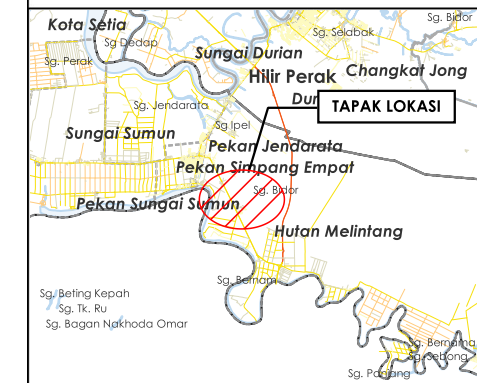 Sg. Bidor
Kota Setia
Sg. Selabak
Sg Dedap
Sungai Durian
Sg. Perak
Hilir Perak
Changkat Jong
Dur
TAPAK LOKASI
Sg. Jendarata
Sg Ipel
Sungai Sumun
Pekan Jendarata
Pekan Simpang Empat
Sg. Bidor
Pekan Sungai Sumun
Hutan Melintang
Sg. Bernam
Sg. Beting Kepah
Sg. Tk. Ru
Sg. Bagan Nakhoda Omar
Sg. Bernama
Sg. Sebong
Sg. Panjang